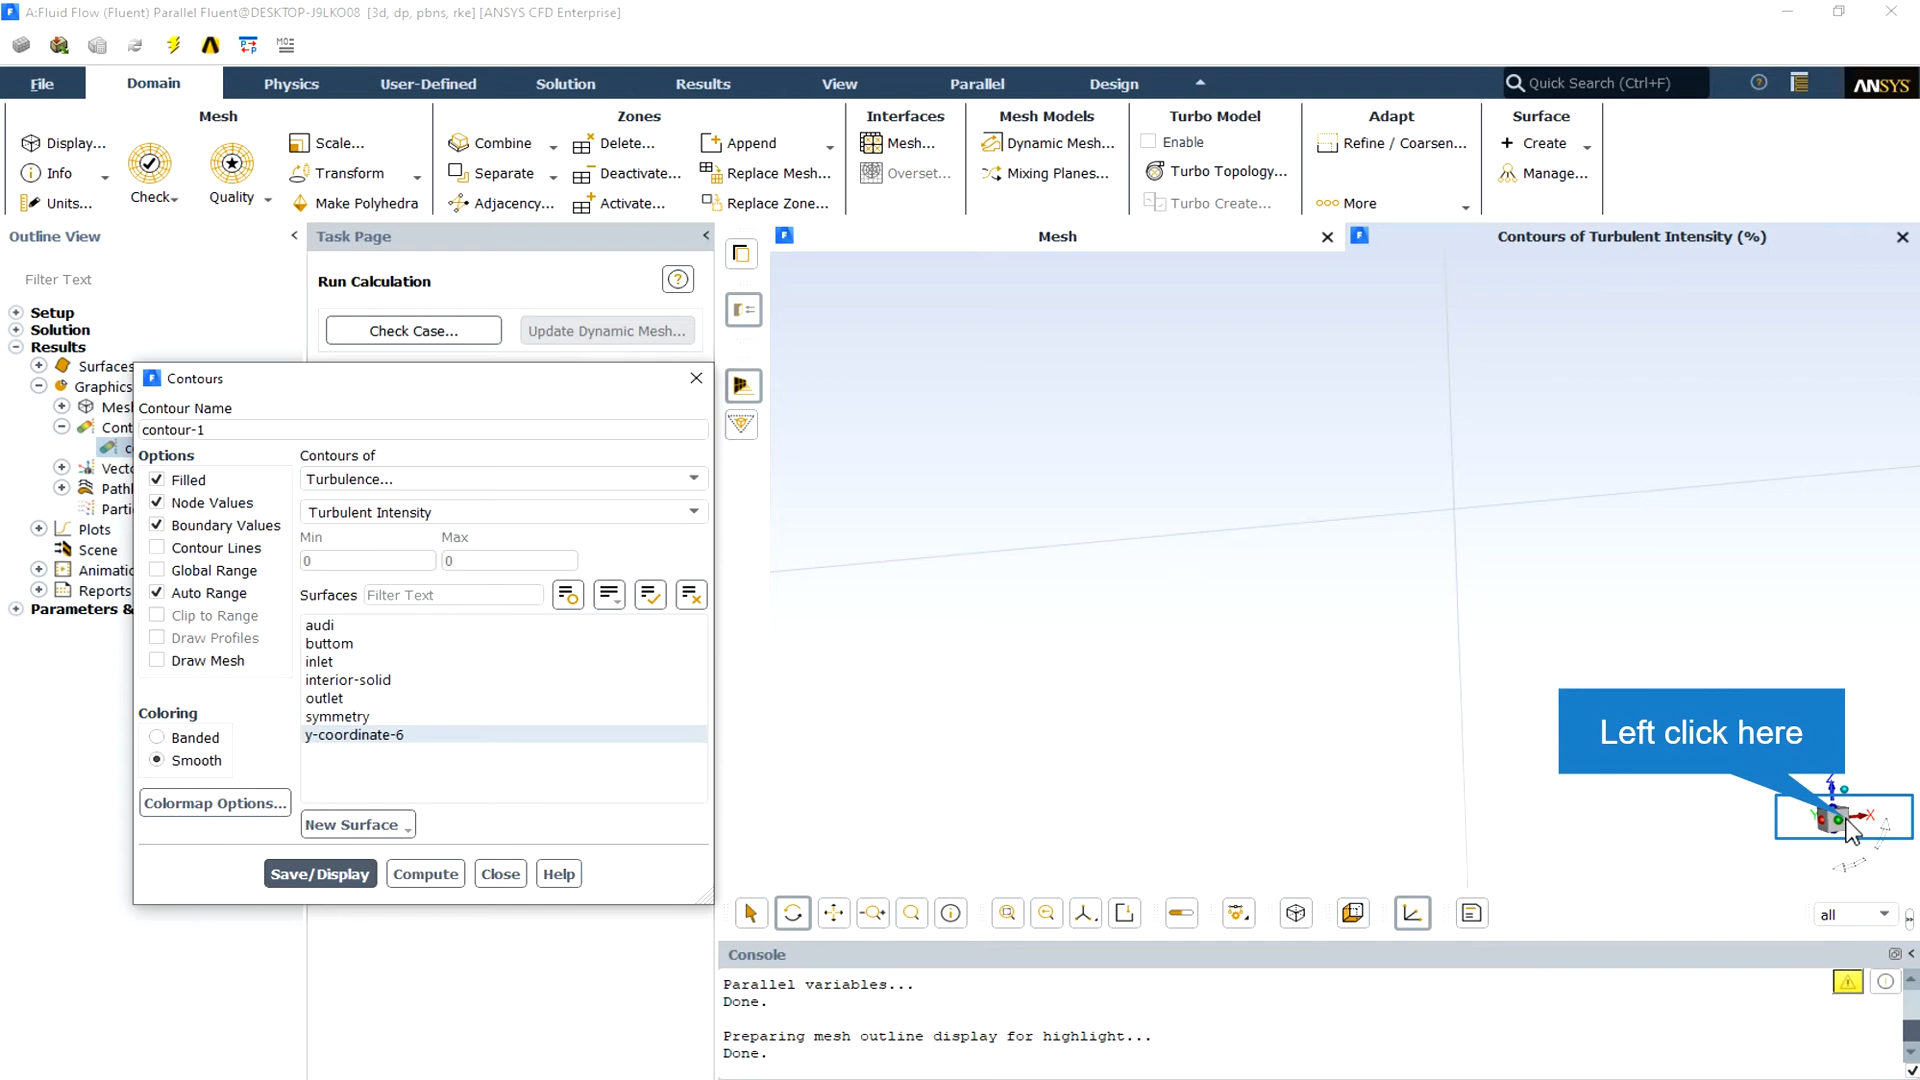 A:Fluid Flow (Fluent) Parallel Fluent@DESKTOP-J9LKO08 [3d, dp, pbns, rke] [ANSYS CFD Enterprise]
File
Domain
Physics
User-Defined
Solution
Results
View
Parallel
Design
Quick Search (Ctrl+F)
ANSYS
Mesh
Display...
Info
Units...
Check
Quality
Scale...
Transform
Make Polyhedra
Zones
Combine
Separate
Adjacency...
Delete...
Deactivate...
Activate...
Append
Replace Mesh...
Replace Zone...
Interfaces
Mesh...
Overset...
Mesh Models
Dynamic Mesh...
Mixing Planes...
Turbo Model
Enable
Turbo Topology...
Turbo Create...
Adapt
Refine / Coarsen...
More
Surface
Create
Manage...
Outline View
Filter Text
Setup
Solution
Results
Surfaces
Graphics
Mesh
Cont
c
Vecto
Pathl
Parti
Plots
Scene
Animatio
Reports
Parameters &
Task Page
Run Calculation
Check Case...
Update Dynamic Mesh...
Contours
Contour Name
contour-1
Options
Filled
Node Values
Boundary Values
Contour Lines
Global Range
Auto Range
Clip to Range
Draw Profiles
Draw Mesh
Coloring
Banded
Smooth
Colormap Options...
Contours of
Turbulence...
Turbulent Intensity
Min
Max
0
0
Surfaces
Filter Text
audi
buttom
inlet
interior-solid
outlet
symmetry
y-coordinate-6
New Surface
Save/Display
Compute
Close
Help
Mesh
Contours of Turbulent Intensity (%)
Left click here
Z
Y
X
all
Console
Parallel variables...
Done.
Preparing mesh outline display for highlight...
Done.